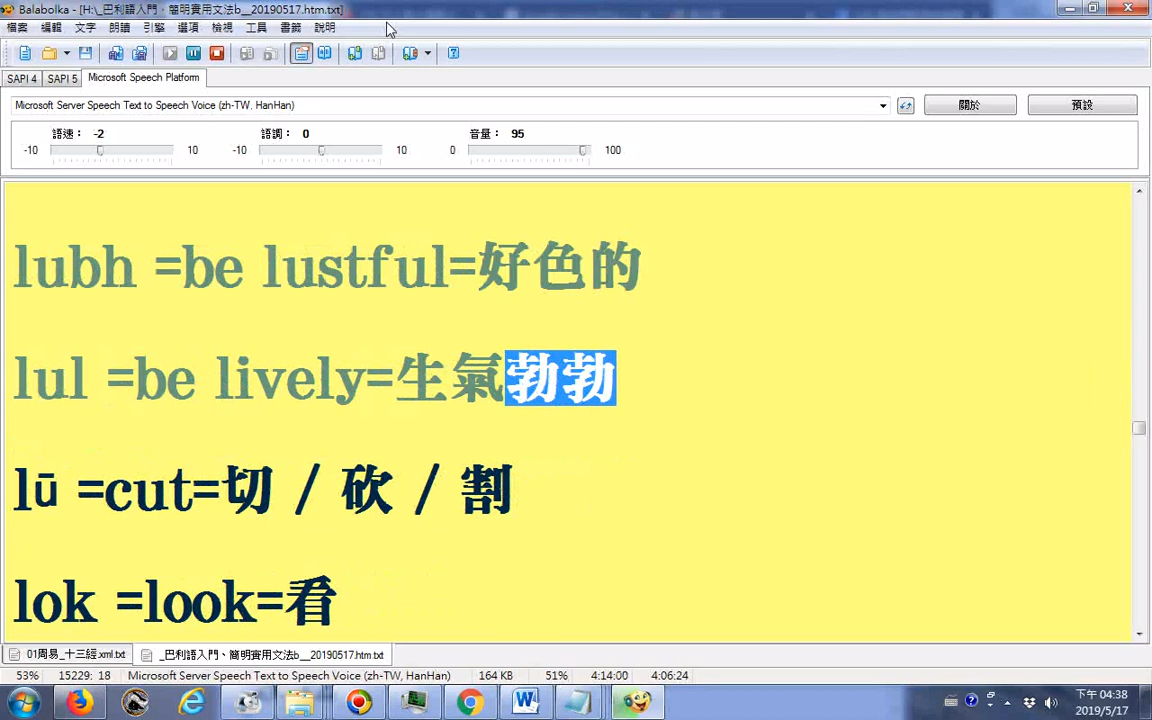 Balabolka - [H:\_巴利語入門、簡明實用文法b__20190517.htm.txt]
檔案 編輯 文字 朗讀 引擎 選項 檢視 工具 書籤 說明
SAPI 4 SAPI 5 Microsoft Speech Platform
Microsoft Server Speech Text to Speech Voice (zh-TW, HanHan) 關於 預設
語速： -2 語調： 0 音量： 95
-10 10 -10 10 0 100
lubh =be lustful=好色的
lul =be lively=生氣勃勃
lū =cut=切 / 砍 / 割
lok =look=看
01周易_十三經.xml.txt _巴利語入門、簡明實用文法b__20190517.htm.txt
53% 15229: 18 Microsoft Server Speech Text to Speech Voice (zh-TW, HanHan) 164 KB 51% 4:14:00 4:06:24
下午 04:38
2019/5/17